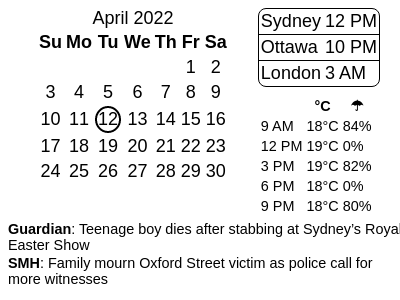 April 2022
Su Mo Tu We Th Fr Sa
1 2
3 4 5 6 7 8 9
10 11 12 13 14 15 16
17 18 19 20 21 22 23
24 25 26 27 28 29 30
Sydney 12 PM
Ottawa 10 PM
London 3 AM
°C ☂
9 AM 18°C 84%
12 PM 19°C 0%
3 PM 19°C 82%
6 PM 18°C 0%
9 PM 18°C 80%
Guardian: Teenage boy dies after stabbing at Sydney’s Royal
Easter Show
SMH: Family mourn Oxford Street victim as police call for
more witnesses